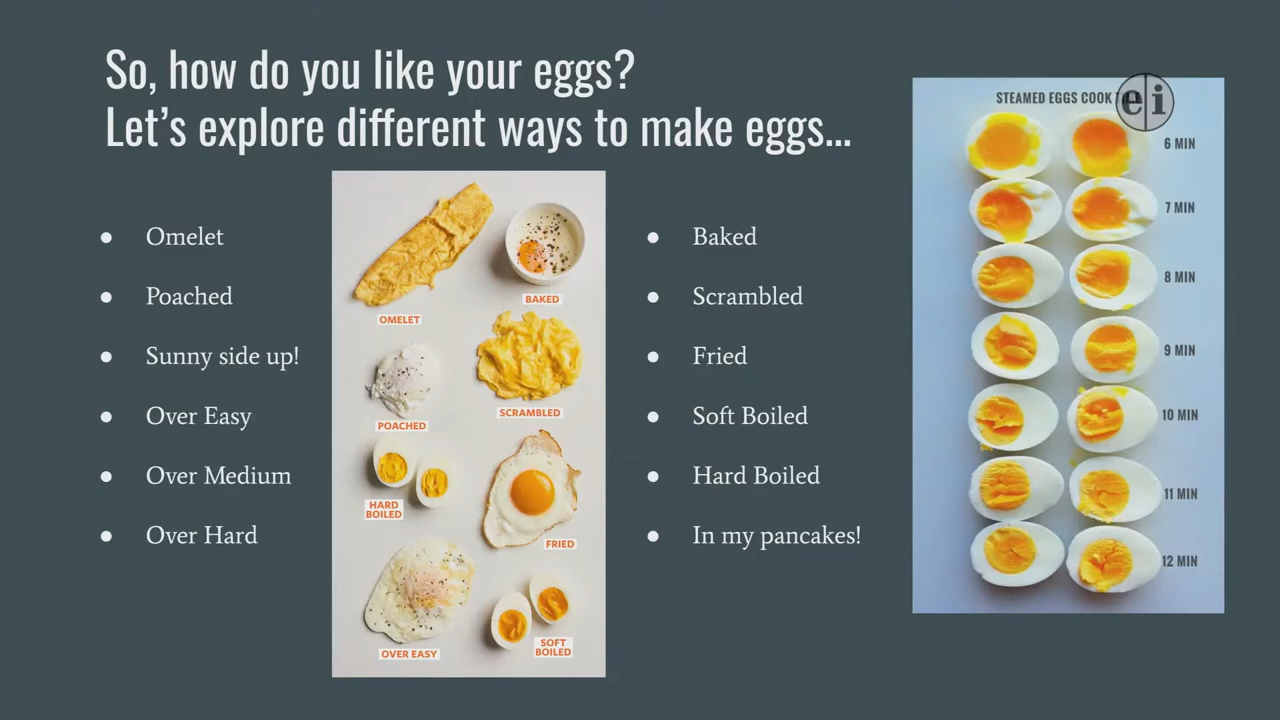 So, how do you like your eggs?
Let's explore different ways to make eggs...
• Omelet
• Poached
• Sunny side up!
• Over Easy
• Over Medium
• Over Hard
OMELET
BAKED
POACHED
SCRAMBLED
HARD
BOILED
FRIED
OVER EASY
SOFT
BOILED
• Baked
• Scrambled
• Fried
• Soft Boiled
• Hard Boiled
• In my pancakes!
STEAMED EGGS COOK
ei
6 MIN
7 MIN
8 MIN
9 MIN
10 MIN
11 MIN
12 MIN